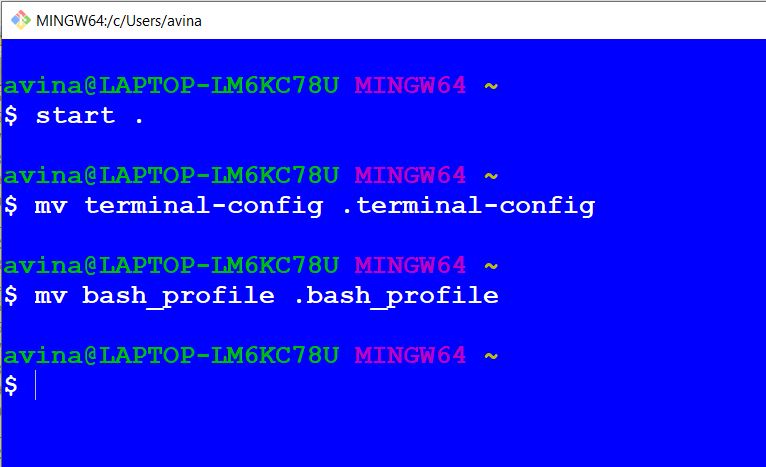 MINGW64:/c/Users/avina
avina@LAPTOP-LM6KC78U MINGW64 ~
$ start .
avina@LAPTOP-LM6KC78U MINGW64 ~
$ mv terminal-config .terminal-config
avina@LAPTOP-LM6KC78U MINGW64 ~
$ mv bash_profile .bash_profile
avina@LAPTOP-LM6KC78U MINGW64 ~
$